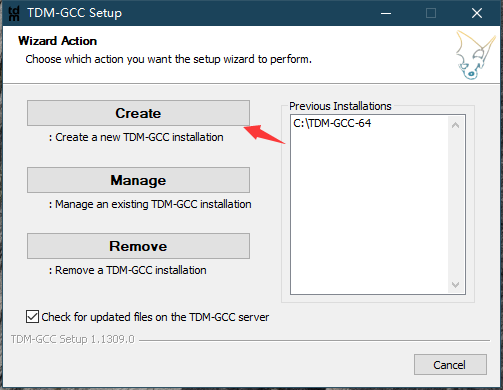 tdm
TDM-GCC Setup
Wizard Action
Choose which action you want the setup wizard to perform.
Create
: Create a new TDM-GCC installation
Manage
: Manage an existing TDM-GCC installation
Remove
: Remove a TDM-GCC installation
Previous Installations
C:\TDM-GCC-64
Check for updated files on the TDM-GCC server
TDM-GCC Setup 1.1309.0
Cancel